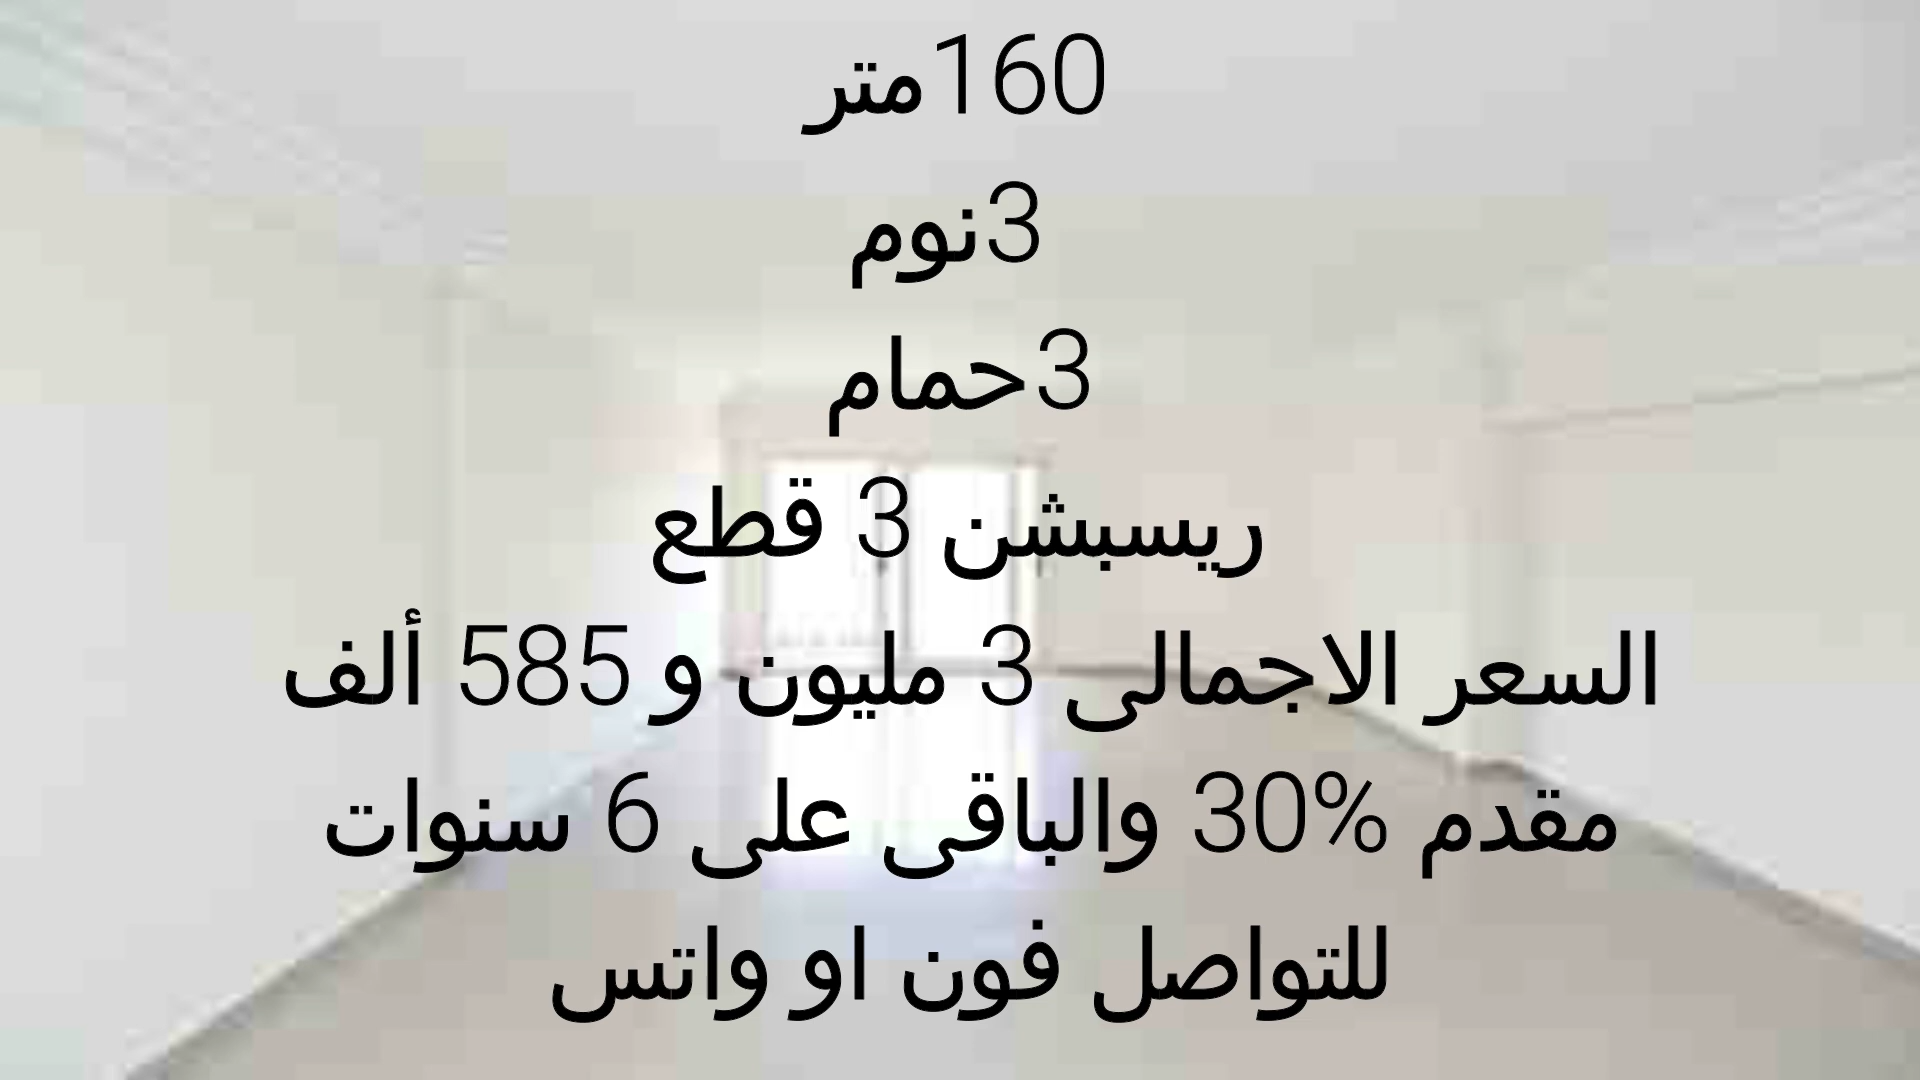 160متر
3نوم
3حمام
ريسبشن 3 قطع
السعر الاجمالى 3 مليون و 585 ألف
مقدم 30% والباقى على 6 سنوات
للتواصل فون او واتس